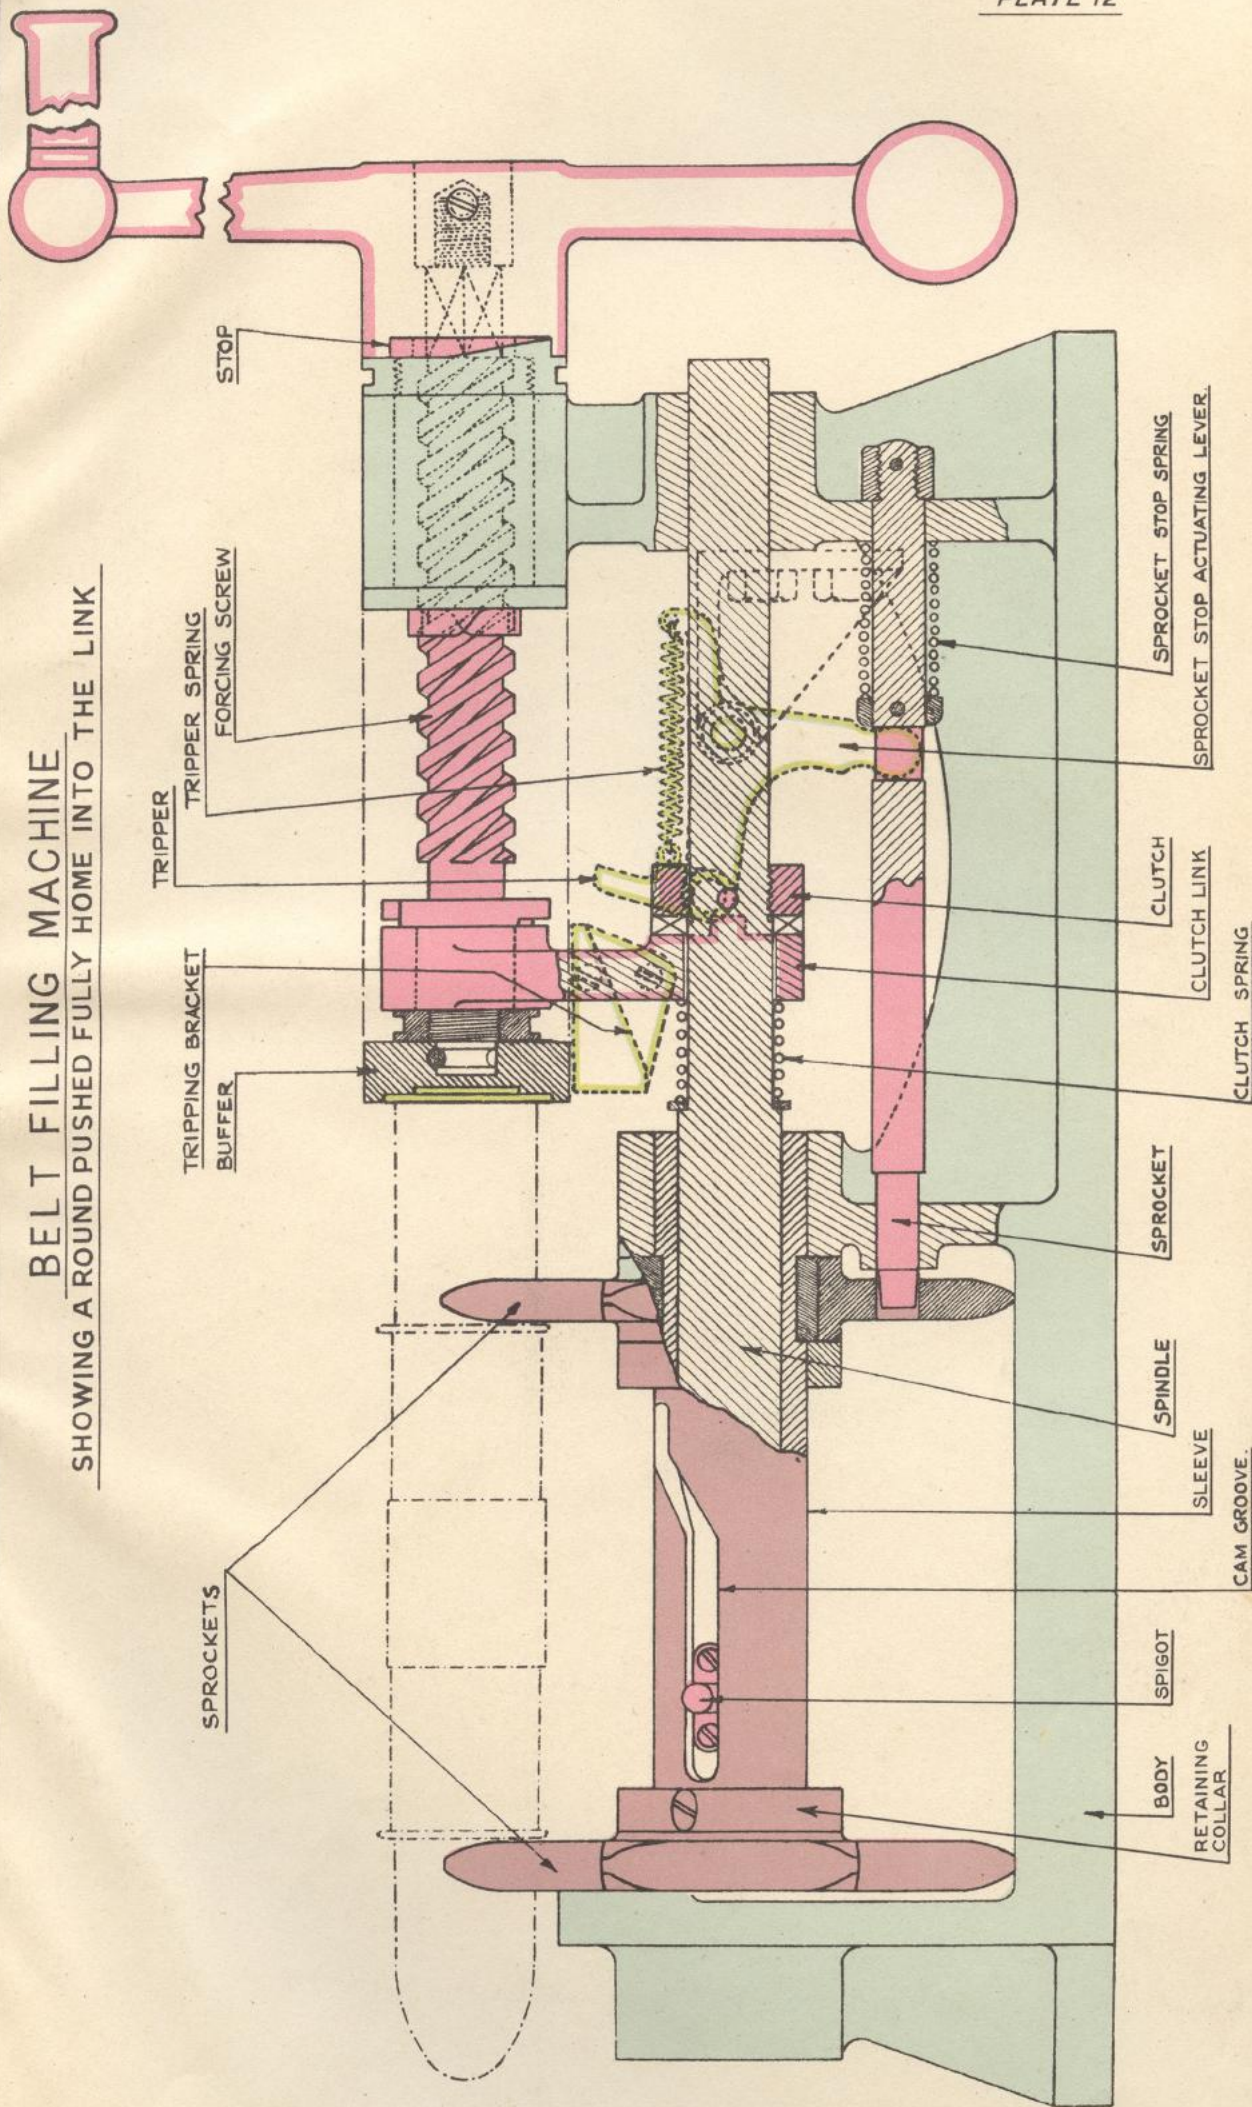 PLATE 12
BELT FILLING MACHINE
SHOWING A ROUND PUSHED FULLY HOME INTO THE LINK
STOP
FORCING SCREW
TRIPPER SPRING
TRIPPER
TRIPPING BRACKET
BUFFER
SPROCKETS
SPROCKET STOP SPRING
SPROCKET STOP ACTUATING LEVER
CLUTCH
CLUTCH LINK
CLUTCH SPRING
SPROCKET
SPINDLE
SLEEVE
CAM GROOVE.
SPIGOT
BODY
RETAINING
COLLAR